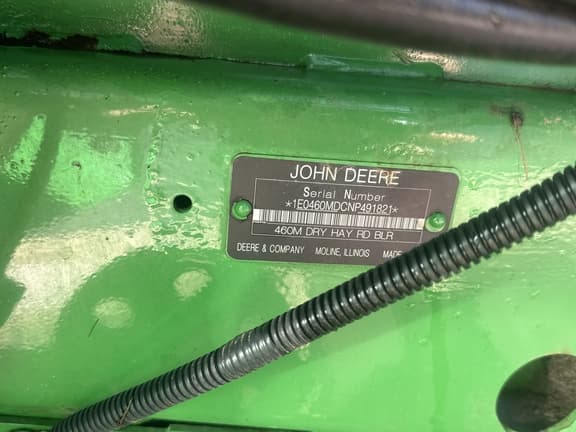 JOHN DEERE
Serial Number
*1E0460MDCNP491821*
460M DRY HAY RD BLR
DEERE & COMPANY MOLINE, ILLINOIS MADE